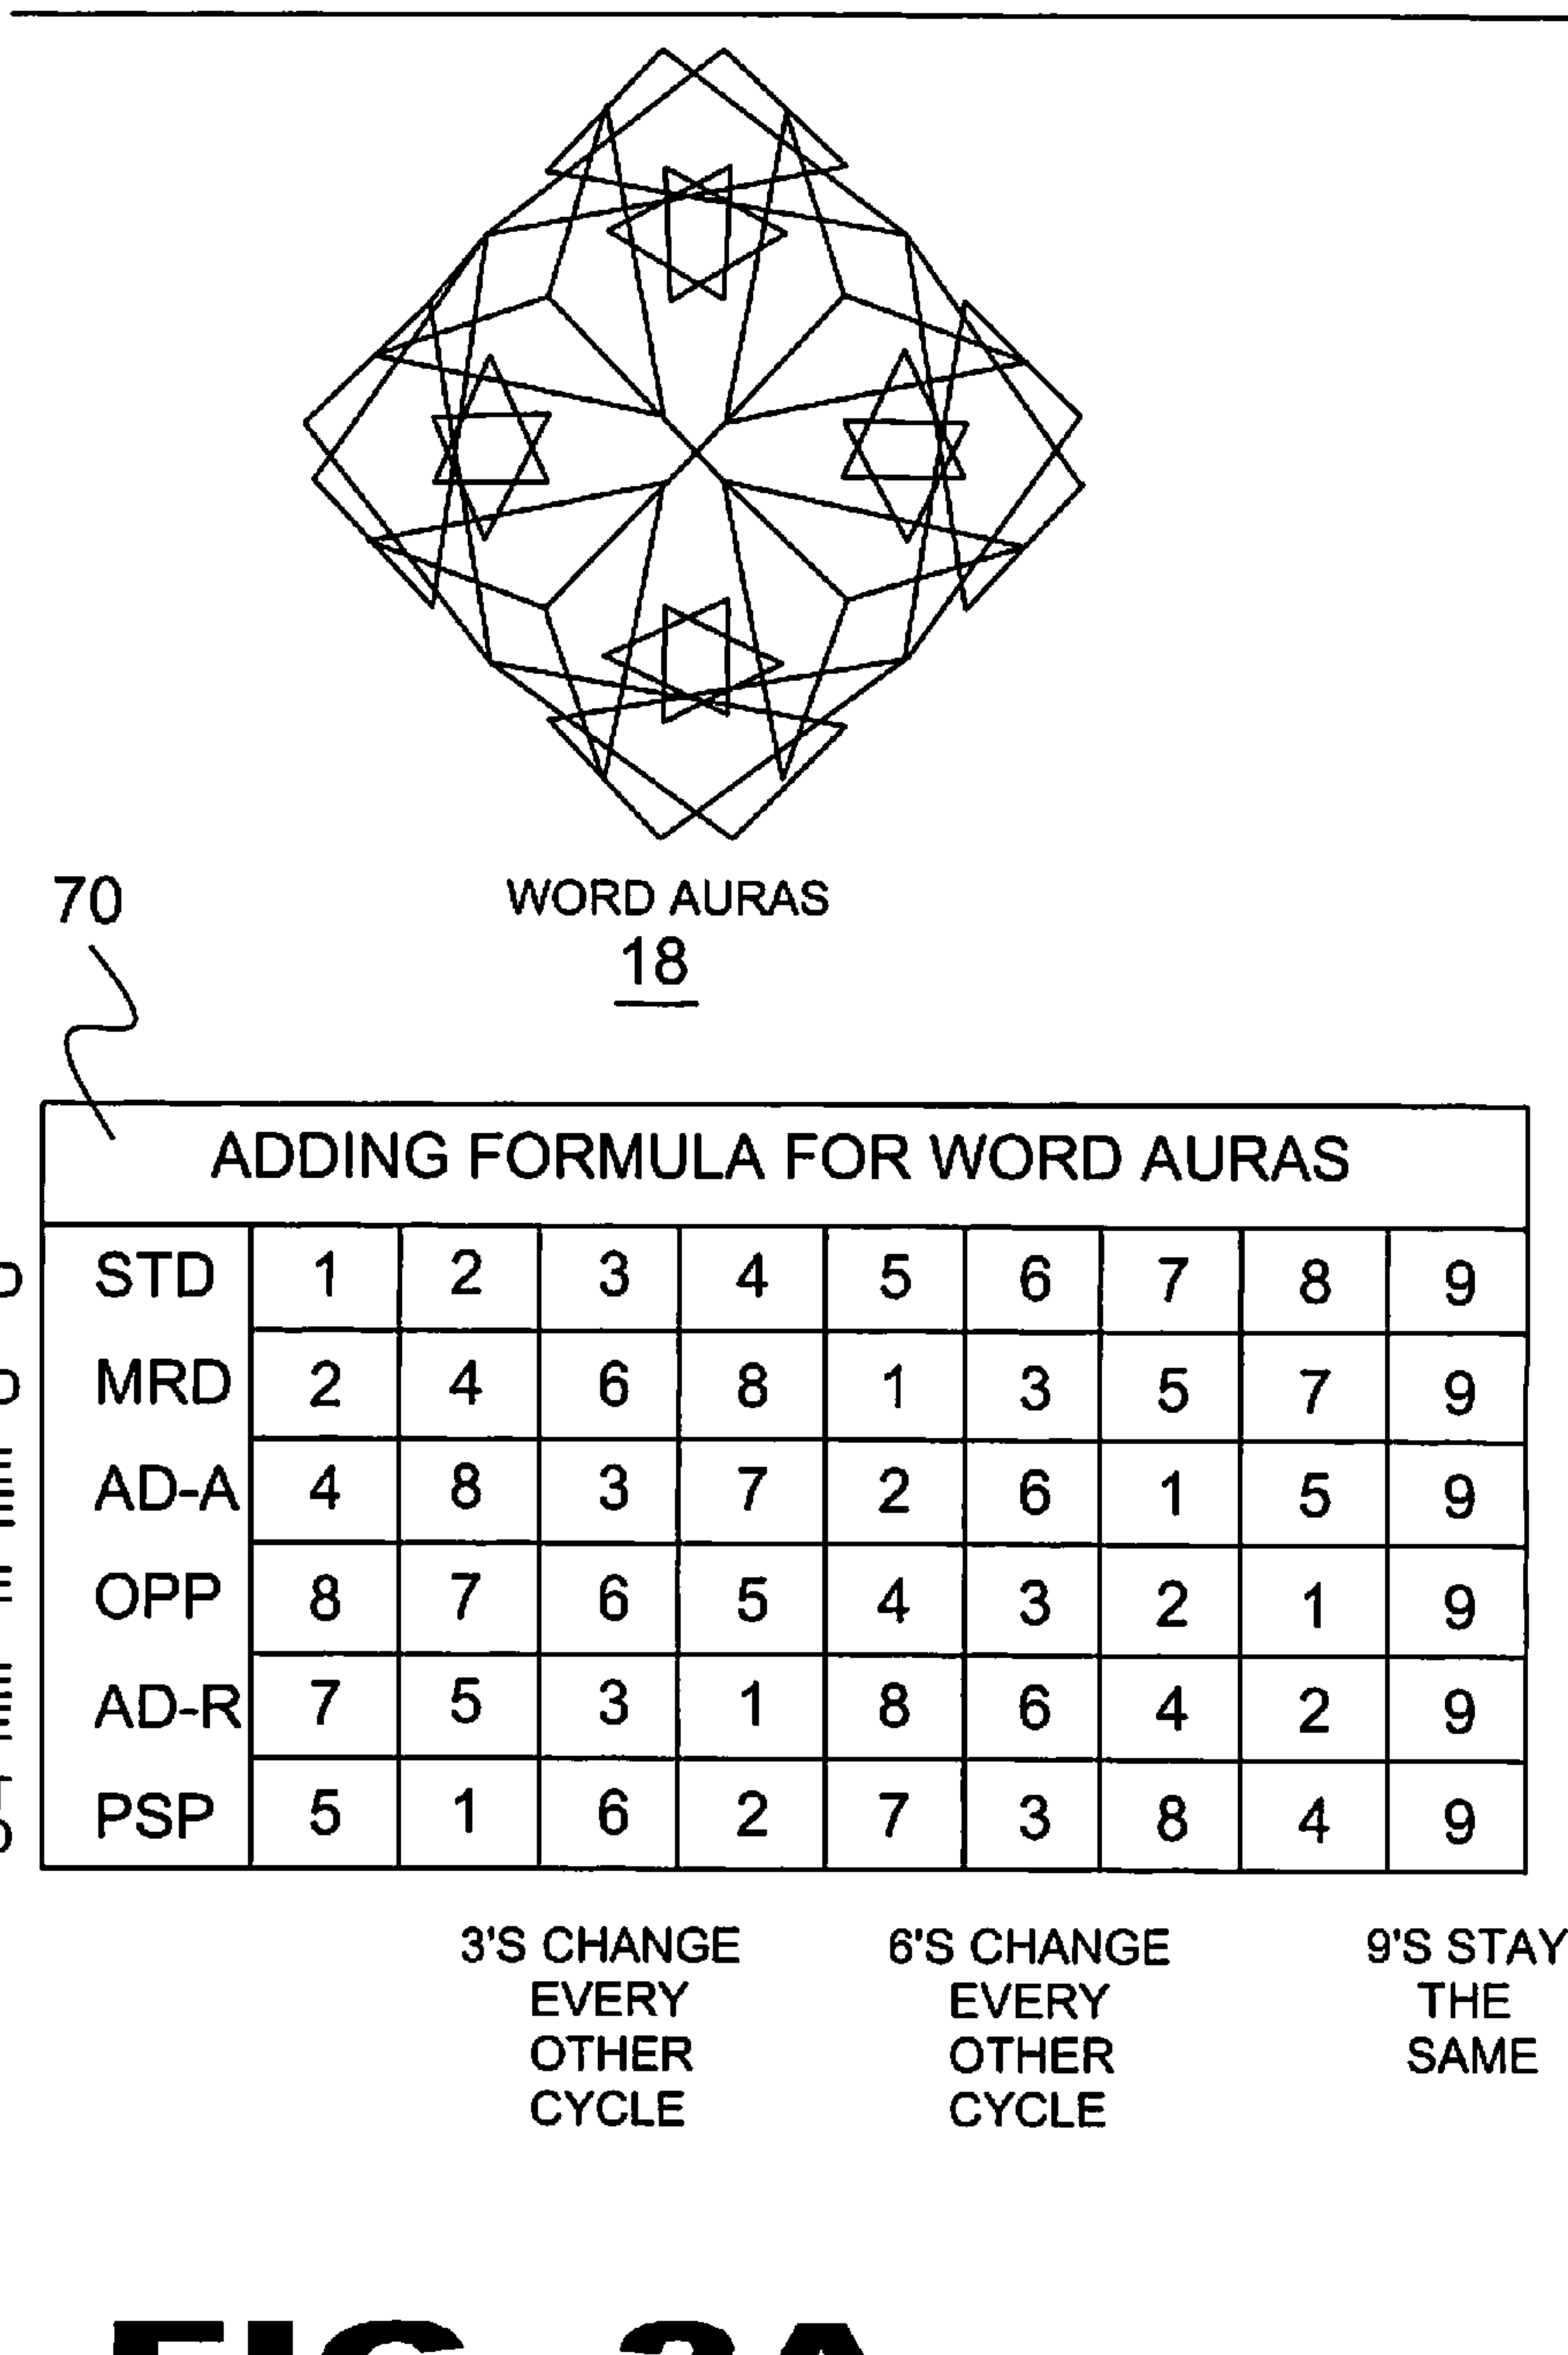 WORD AURAS
18
70
ADDING FORMULA FOR WORD AURAS
STD 1 2 3 4 5 6 7 8 9
MRD 2 4 6 8 1 3 5 7 9
AD-A 4 8 3 7 2 6 1 5 9
OPP 8 7 6 5 4 3 2 1 9
AD-R 7 5 3 1 8 6 4 2 9
PSP 5 1 6 2 7 3 8 4 9
3'S CHANGE
EVERY
OTHER
CYCLE
6'S CHANGE
EVERY
OTHER
CYCLE
9'S STAY
THE
SAME